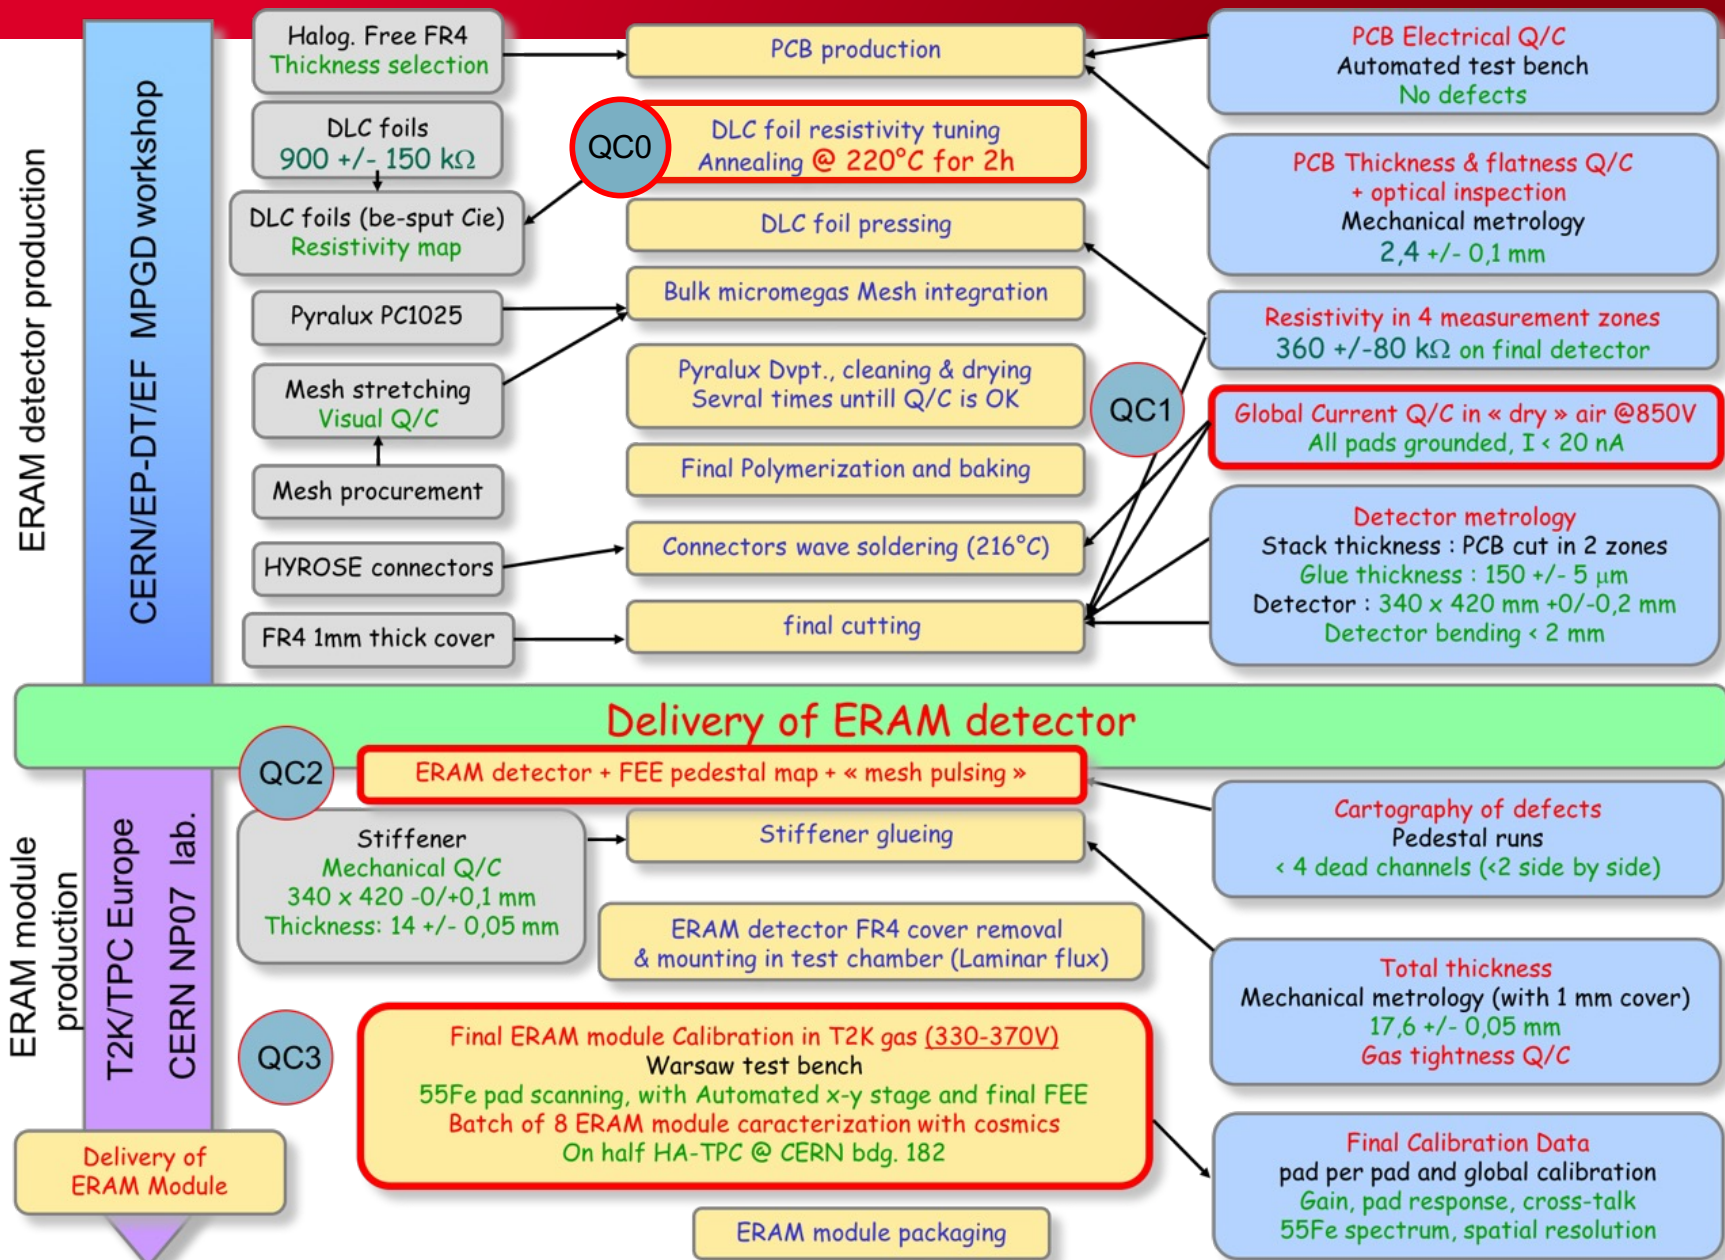 ERAM detector production
CERN/EP-DT/EF MPGD workshop
Halog. Free FR4
Thickness selection
DLC foils
900 +/- 150 kΩ
DLC foils (be-sput Cie)
Resistivity map
Pyralux PC1025
Mesh stretching
Visual Q/C
Mesh procurement
HYROSE connectors
FR4 1mm thick cover
PCB production
QC0
DLC foil resistivity tuning
Annealing @ 220°C for 2h
DLC foil pressing
Bulk micromegas Mesh integration
Pyralux Dvpt., cleaning & drying
Sevral times untill Q/C is OK
Final Polymerization and baking
Connectors wave soldering (216°C)
final cutting
PCB Electrical Q/C
Automated test bench
No defects
PCB Thickness & flatness Q/C
+ optical inspection
Mechanical metrology
2,4 +/- 0,1 mm
Resistivity in 4 measurement zones
360 +/-80 kΩ on final detector
QC1
Global Current Q/C in « dry » air @850V
All pads grounded, I < 20 nA
Detector metrology
Stack thickness : PCB cut in 2 zones
Glue thickness : 150 +/- 5 μm
Detector : 340 x 420 mm +0/-0,2 mm
Detector bending < 2 mm
Delivery of ERAM detector
ERAM module
production
T2K/TPC Europe
CERN NP07 lab.
QC2
ERAM detector + FEE pedestal map + « mesh pulsing »
Stiffener
Mechanical Q/C
340 x 420 -0/+0,1 mm
Thickness: 14 +/- 0,05 mm
Stiffener glueing
ERAM detector FR4 cover removal
& mounting in test chamber (Laminar flux)
Cartography of defects
Pedestal runs
< 4 dead channels (<2 side by side)
Total thickness
Mechanical metrology (with 1 mm cover)
17,6 +/- 0,05 mm
Gas tightness Q/C
QC3
Final ERAM module Calibration in T2K gas (330-370V)
Warsaw test bench
55Fe pad scanning, with Automated x-y stage and final FEE
Batch of 8 ERAM module caracterization with cosmics
On half HA-TPC @ CERN bdg. 182
Final Calibration Data
pad per pad and global calibration
Gain, pad response, cross-talk
55Fe spectrum, spatial resolution
Delivery of
ERAM Module
ERAM module packaging